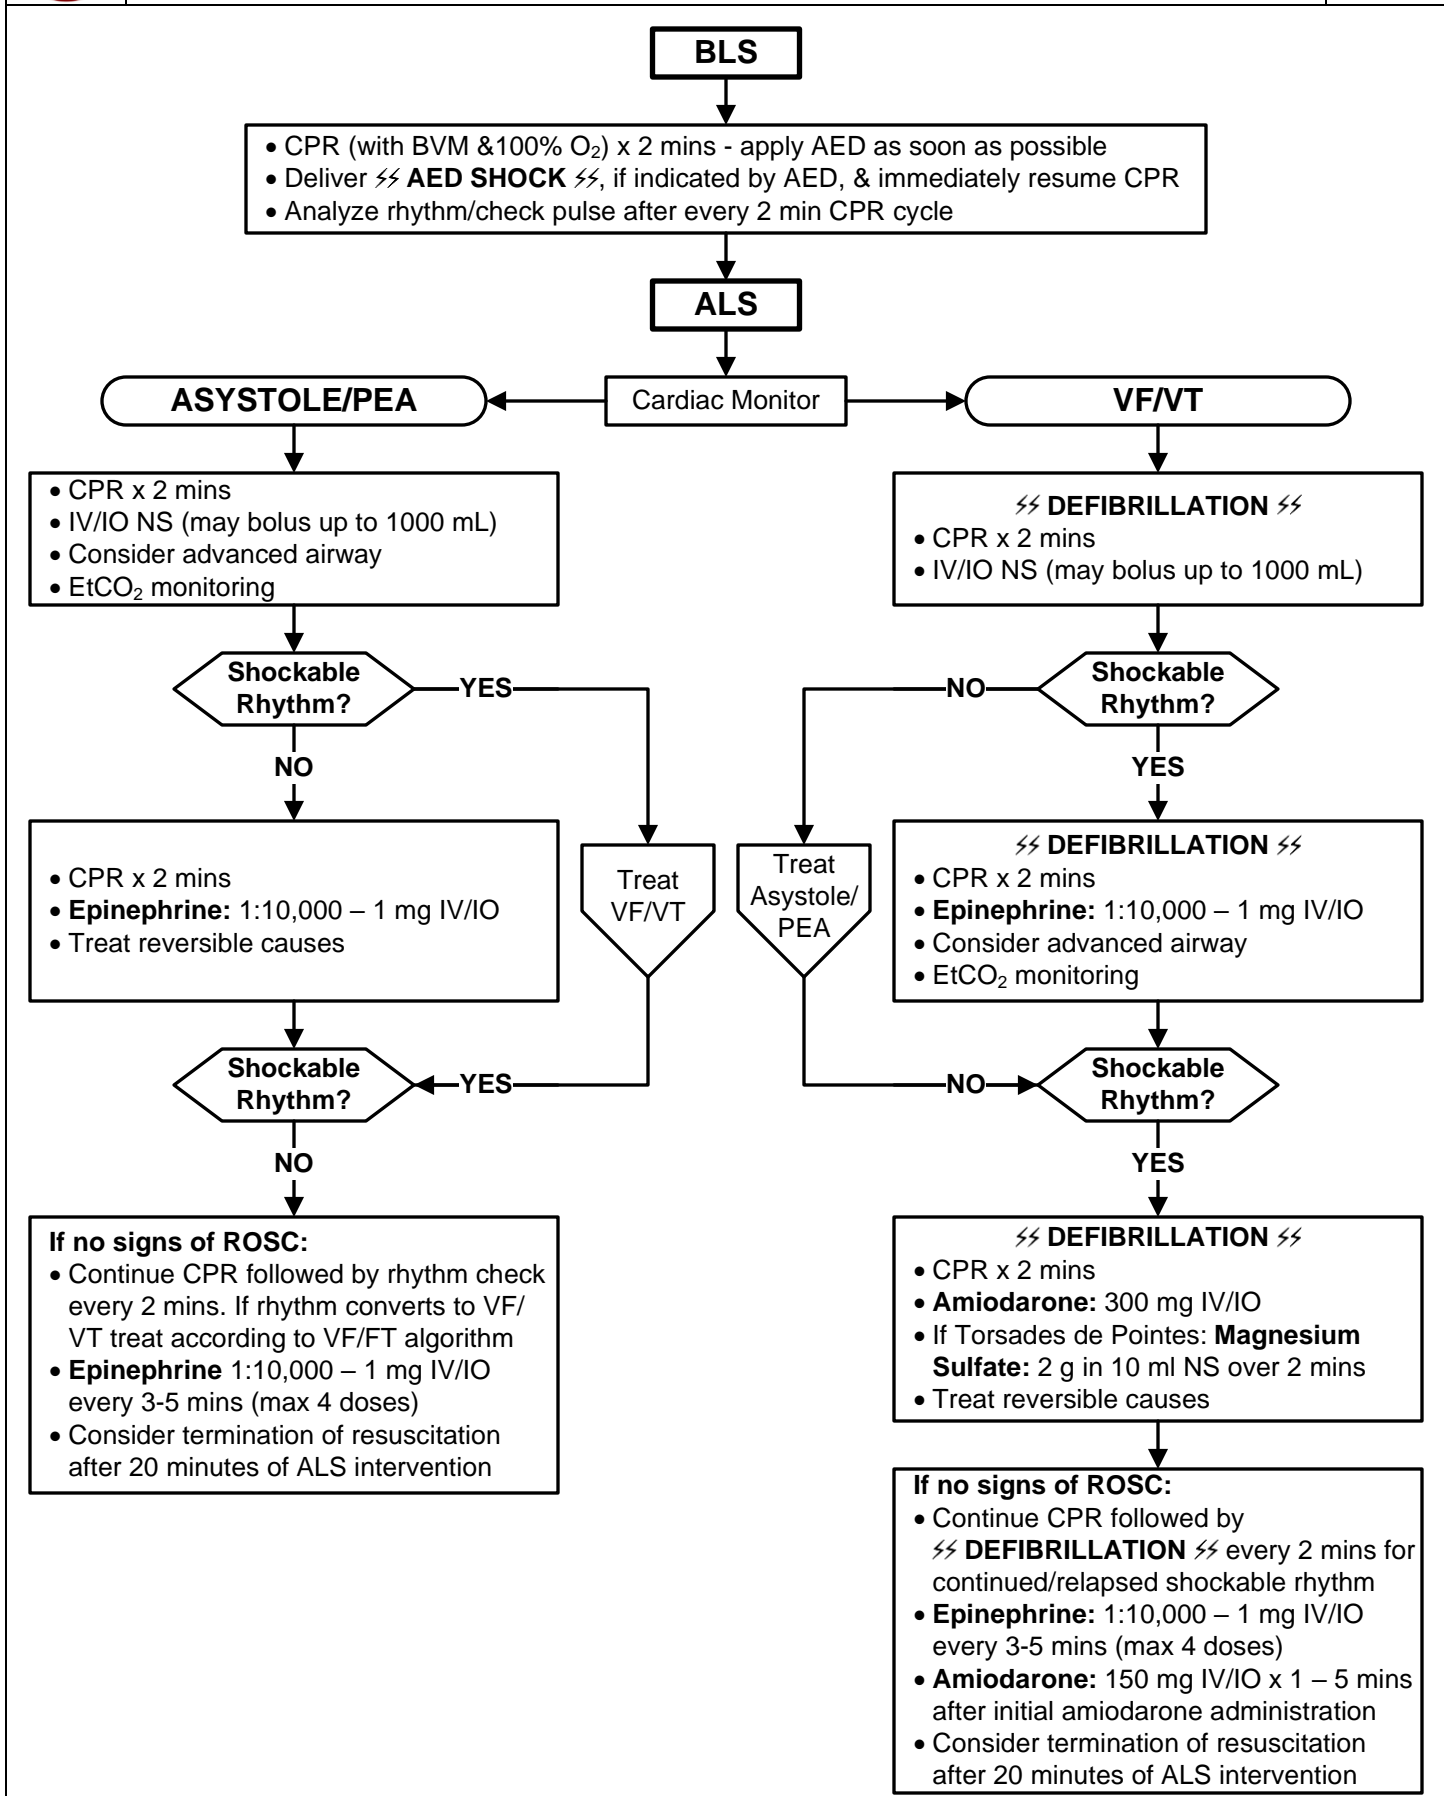 BLS
• CPR (with BVM &100% O₂) x 2 mins - apply AED as soon as possible
• Deliver ⚡⚡ AED SHOCK ⚡⚡, if indicated by AED, & immediately resume CPR
• Analyze rhythm/check pulse after every 2 min CPR cycle
ALS
Cardiac Monitor
ASYSTOLE/PEA
• CPR x 2 mins
• IV/IO NS (may bolus up to 1000 mL)
• Consider advanced airway
• EtCO₂ monitoring
Shockable
Rhythm?
YES
NO
• CPR x 2 mins
• Epinephrine: 1:10,000 – 1 mg IV/IO
• Treat reversible causes
Treat
VF/VT
Shockable
Rhythm?
YES
NO
If no signs of ROSC:
• Continue CPR followed by rhythm check
every 2 mins. If rhythm converts to VF/
VT treat according to VF/FT algorithm
• Epinephrine 1:10,000 – 1 mg IV/IO
every 3-5 mins (max 4 doses)
• Consider termination of resuscitation
after 20 minutes of ALS intervention
VF/VT
⚡⚡ DEFIBRILLATION ⚡⚡
• CPR x 2 mins
• IV/IO NS (may bolus up to 1000 mL)
Shockable
Rhythm?
NO
YES
Treat
Asystole/
PEA
⚡⚡ DEFIBRILLATION ⚡⚡
• CPR x 2 mins
• Epinephrine: 1:10,000 – 1 mg IV/IO
• Consider advanced airway
• EtCO₂ monitoring
Shockable
Rhythm?
NO
YES
⚡⚡ DEFIBRILLATION ⚡⚡
• CPR x 2 mins
• Amiodarone: 300 mg IV/IO
• If Torsades de Pointes: Magnesium
Sulfate: 2 g in 10 ml NS over 2 mins
• Treat reversible causes
If no signs of ROSC:
• Continue CPR followed by
⚡⚡ DEFIBRILLATION ⚡⚡ every 2 mins for
continued/relapsed shockable rhythm
• Epinephrine: 1:10,000 – 1 mg IV/IO
every 3-5 mins (max 4 doses)
• Amiodarone: 150 mg IV/IO x 1 – 5 mins
after initial amiodarone administration
• Consider termination of resuscitation
after 20 minutes of ALS intervention